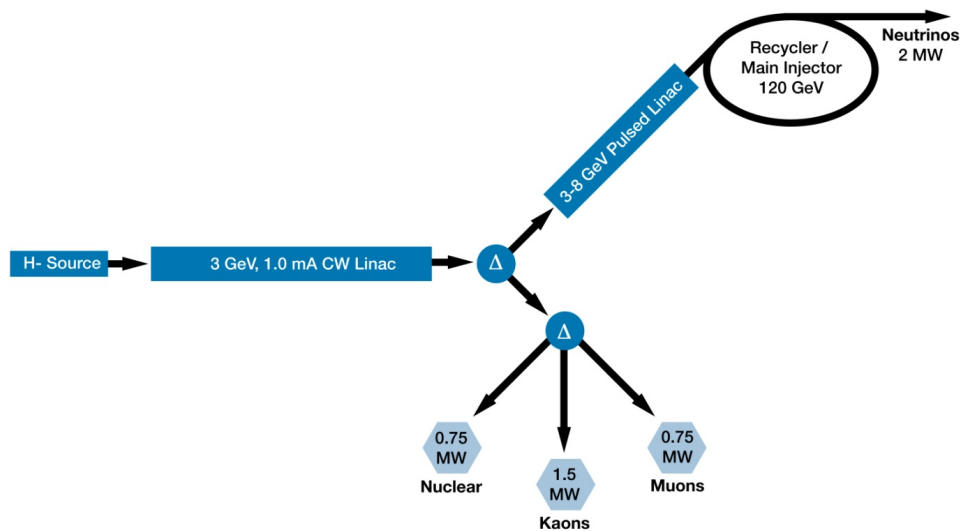 Neutrinos
2 MW
Recycler /
Main Injector
120 GeV
3-8 GeV Pulsed Linac
H- Source
3 GeV, 1.0 mA CW Linac
Δ
Δ
0.75
MW
Nuclear
1.5
MW
Kaons
0.75
MW
Muons